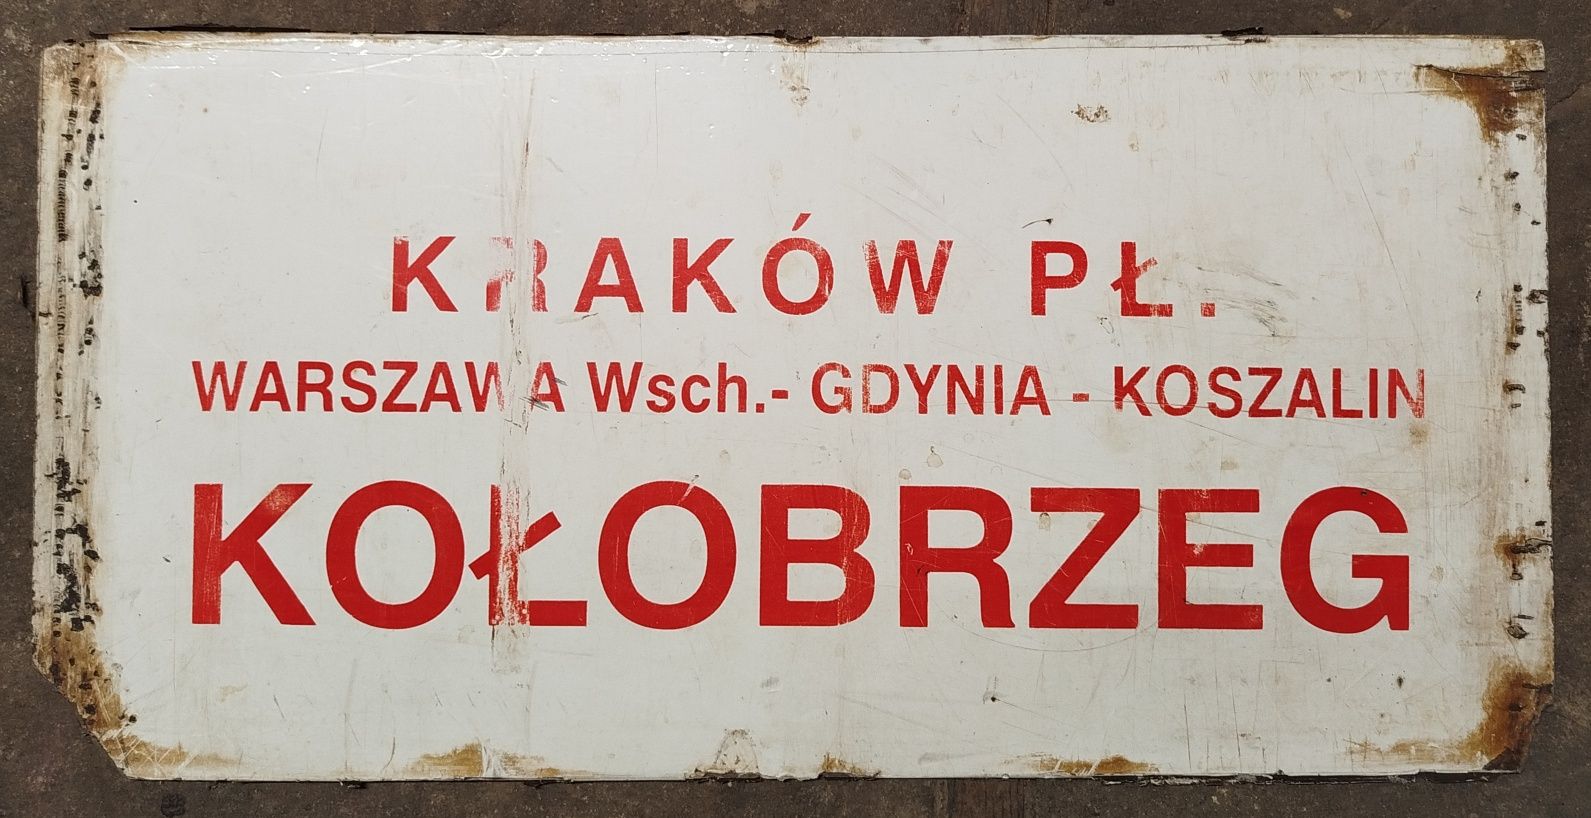 KRAKÓW PŁ.
WARSZAWA Wsch.- GDYNIA - KOSZALIN
KOŁOBRZEG